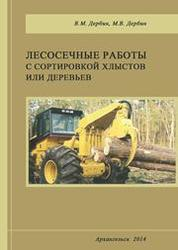 В. М. Дербин, М. В. Дербин
ЛЕСОСЕЧНЫЕ РАБОТЫ
С СОРТИРОВКОЙ ХЛЫСТОВ
ИЛИ ДЕРЕВЬЕВ
Архангельск 2014